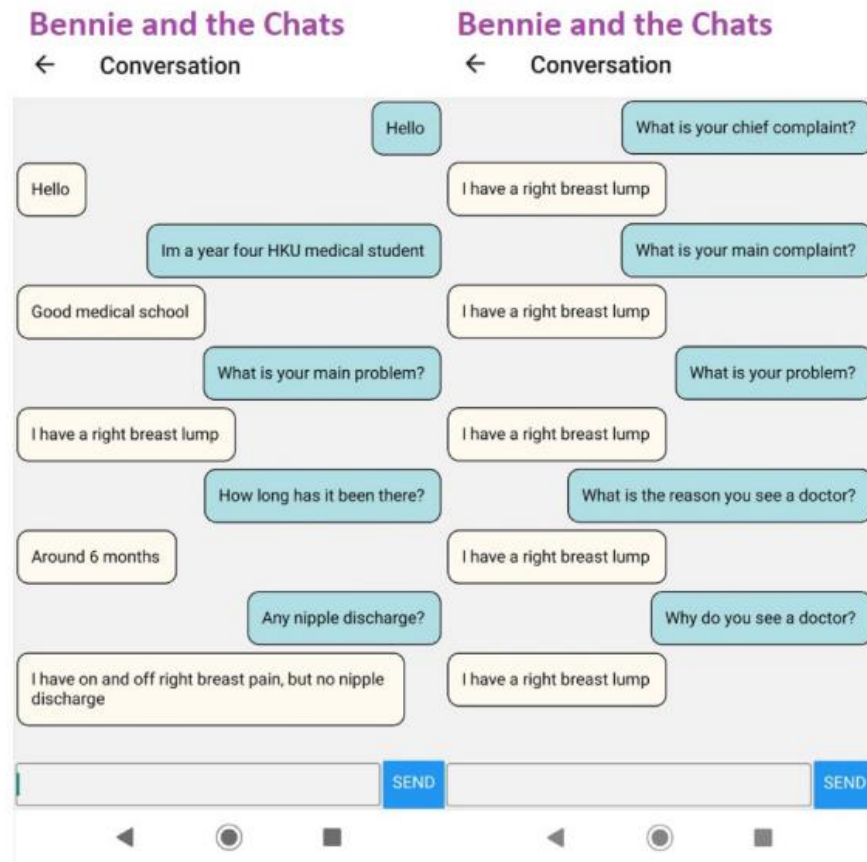 Bennie and the Chats
← Conversation
Hello
Hello
Im a year four HKU medical student
Good medical school
What is your main problem?
I have a right breast lump
How long has it been there?
Around 6 months
Any nipple discharge?
I have on and off right breast pain, but no nipple
discharge
SEND
Bennie and the Chats
← Conversation
What is your chief complaint?
I have a right breast lump
What is your main complaint?
I have a right breast lump
What is your problem?
I have a right breast lump
What is the reason you see a doctor?
I have a right breast lump
Why do you see a doctor?
I have a right breast lump
SEND